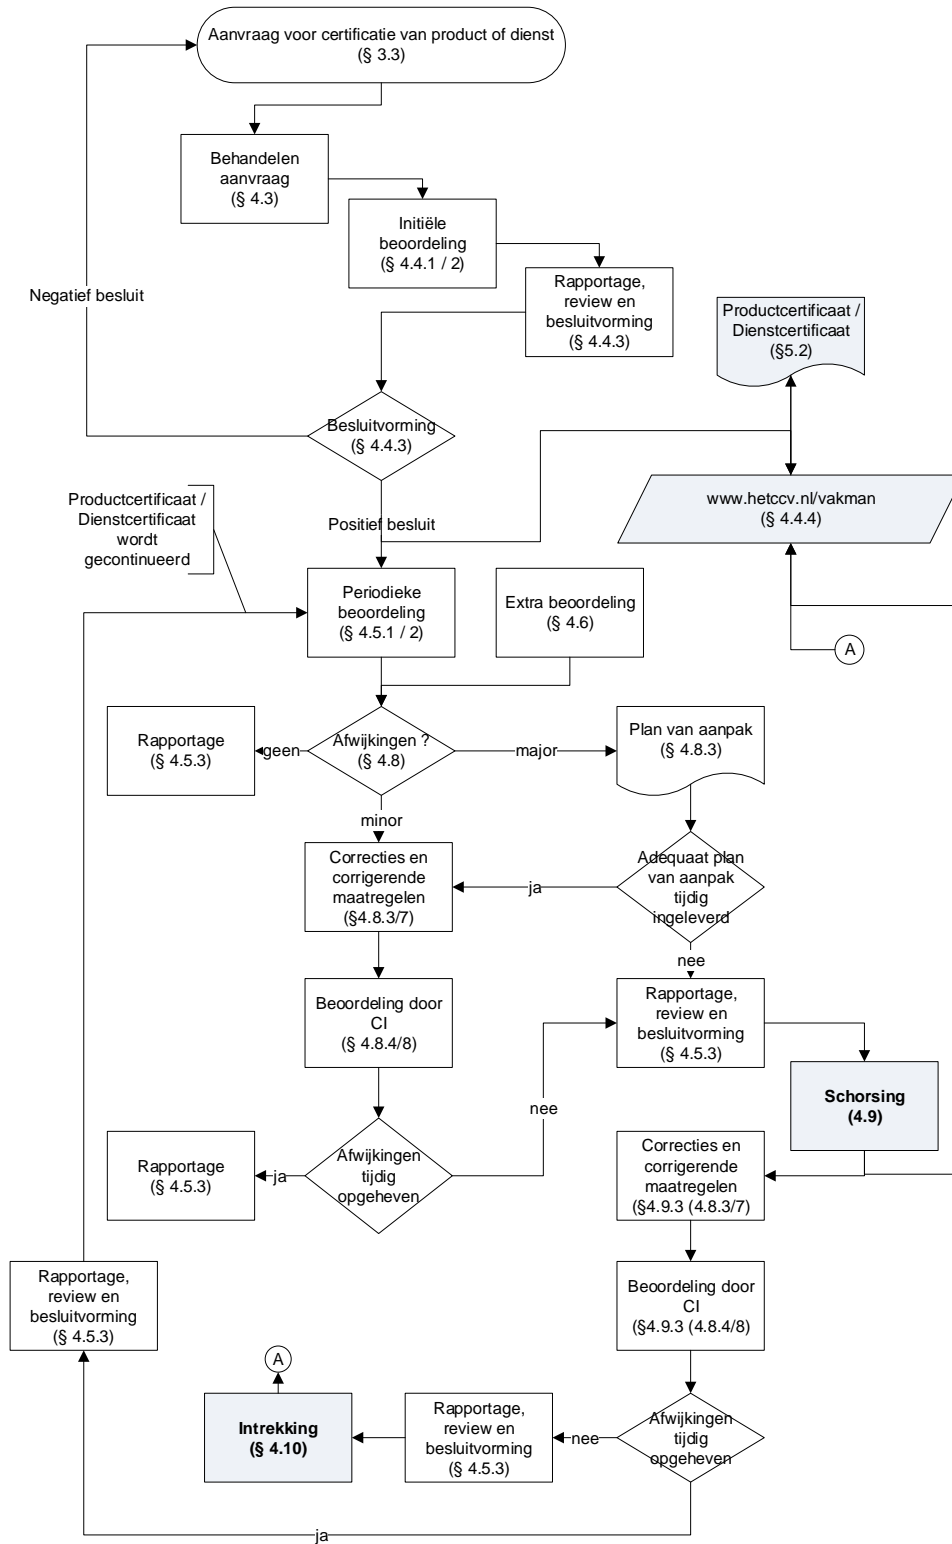 Aanvraag voor certificatie van product of dienst
(§ 3.3)
Behandelen
aanvraag
(§ 4.3)
Initiële
beoordeling
(§ 4.4.1 / 2)
Rapportage,
review en
besluitvorming
(§ 4.4.3)
Negatief besluit
Productcertificaat /
Dienstcertificaat
(§5.2)
Besluitvorming
(§ 4.4.3)
www.hetccv.nl/vakman
(§ 4.4.4)
Productcertificaat /
Dienstcertificaat
wordt
gecontinueerd
Positief besluit
Periodieke
beoordeling
(§ 4.5.1 / 2)
Extra beoordeling
(§ 4.6)
A
Rapportage
(§ 4.5.3)
geen
Afwijkingen ?
(§ 4.8)
major
Plan van aanpak
(§ 4.8.3)
minor
Correcties en
corrigerende
maatregelen
(§4.8.3/7)
ja
Adequaat plan
van aanpak
tijdig
ingeleverd
nee
Beoordeling door
CI
(§ 4.8.4/8)
Rapportage,
review en
besluitvorming
(§ 4.5.3)
Schorsing
(4.9)
nee
Rapportage
(§ 4.5.3)
ja
Afwijkingen
tijdig
opgeheven
Correcties en
corrigerende
maatregelen
(§4.9.3 (4.8.3/7)
Rapportage,
review en
besluitvorming
(§ 4.5.3)
Beoordeling door
CI
(§4.9.3 (4.8.4/8)
A
Intrekking
(§ 4.10)
Rapportage,
review en
besluitvorming
(§ 4.5.3)
nee
Afwijkingen
tijdig
opgeheven
ja